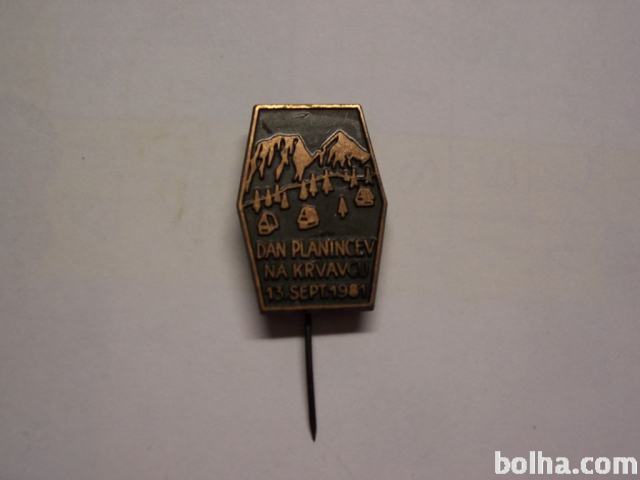 DAN PLANINCEV
NA KRVAVCU
13. SEPT. 1981
bolha.com